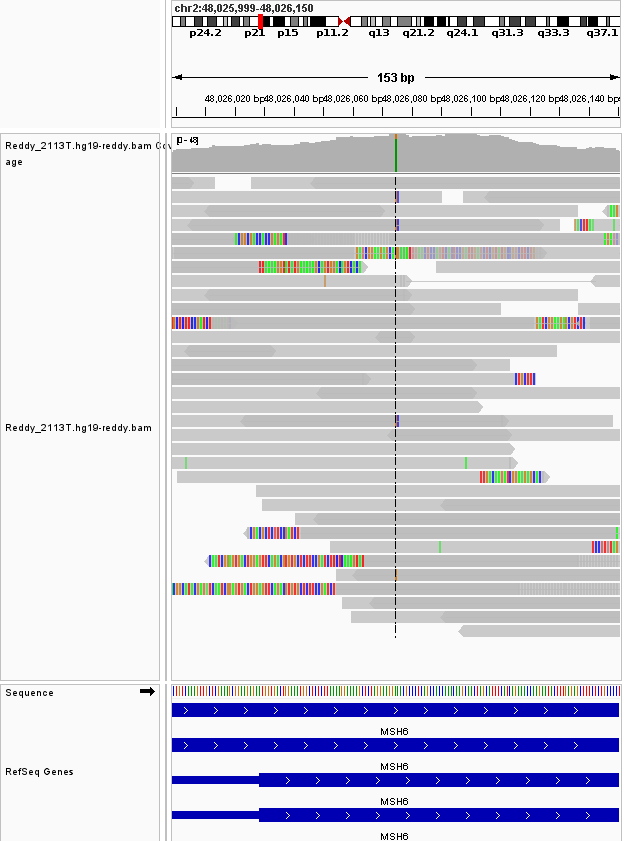 chr2:48,025,999-48,026,150
p24.2 p21 p15 p11.2 q13 q21.2 q24.1 q31.3 q33.3 q37.1
153 bp
48,026,020 bp 48,026,040 bp 48,026,060 bp 48,026,080 bp 48,026,100 bp 48,026,120 bp 48,026,140 bp
Reddy_2113T.hg19-reddy.bam Cov
age
Reddy_2113T.hg19-reddy.bam
Sequence
MSH6
MSH6
RefSeq Genes
MSH6
MSH6